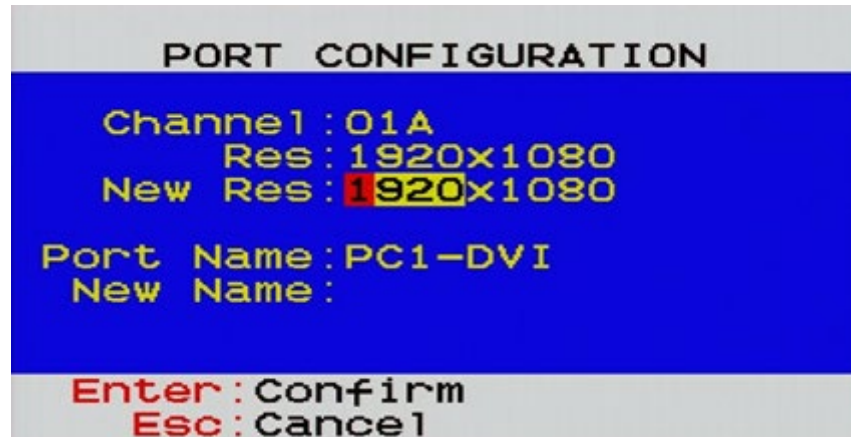 PORT CONFIGURATION
Channel:01A
Res:1920x1080
New Res:1920x1080
Port Name:PC1-DVI
New Name:
Enter:Confirm
Esc:Cancel